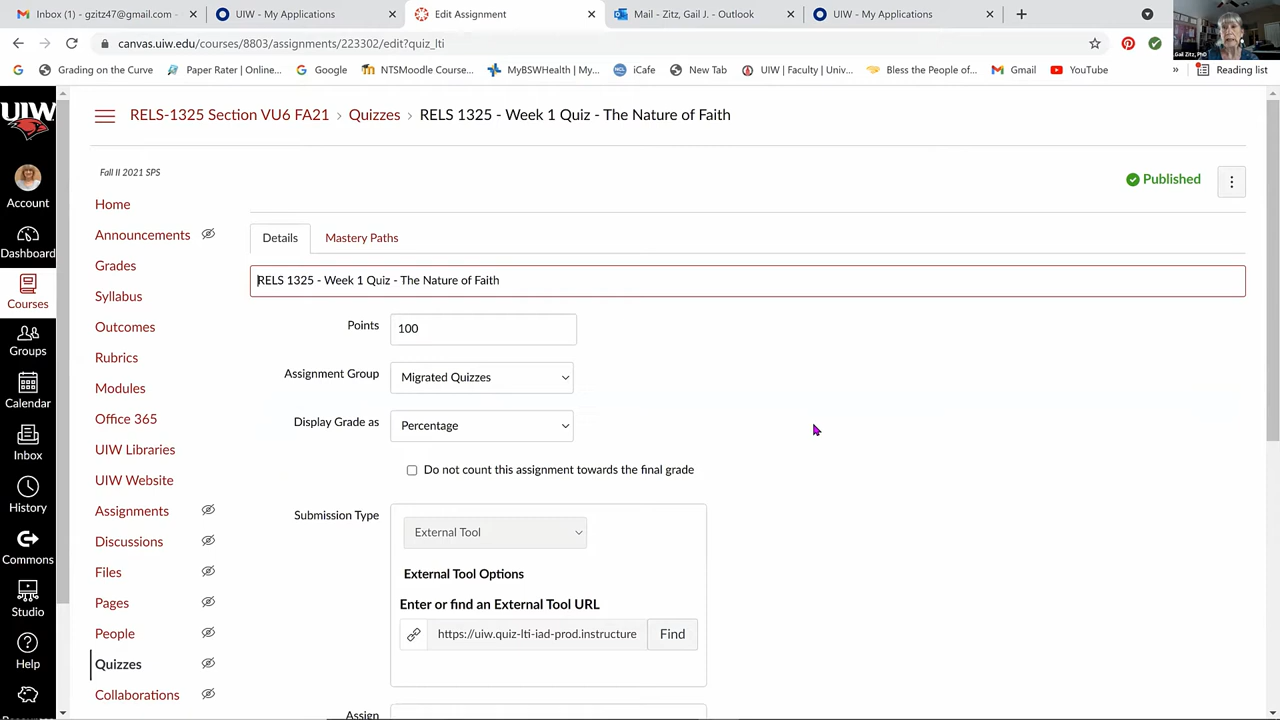 Inbox (1) - gzitz47@gmail.com -
UIW - My Applications
Edit Assignment
Mail - Zitz, Gail J. - Outlook
UIW - My Applications
canvas.uiw.edu/courses/8803/assignments/223302/edit?quiz_lti
Gail Zitz, PhD
Grading on the Curve
Paper Rater | Online...
Google
NTSMoodle Course...
MyBSWHealth | My...
iCafe
New Tab
UIW | Faculty | Univ...
Bless the people of...
Gmail
YouTube
»
Reading list
UIW
RELS-1325 Section VU6 FA21 › Quizzes › RELS 1325 - Week 1 Quiz - The Nature of Faith
Fall II 2021 SPS
Published
Account
Dashboard
Courses
Groups
Calendar
Inbox
History
Commons
Studio
Help
Home
Announcements
Grades
Syllabus
Outcomes
Rubrics
Modules
Office 365
UIW Libraries
UIW Website
Assignments
Discussions
Files
Pages
People
Quizzes
Collaborations
Details
Mastery Paths
RELS 1325 - Week 1 Quiz - The Nature of Faith
Points
100
Assignment Group
Migrated Quizzes
Display Grade as
Percentage
Do not count this assignment towards the final grade
Submission Type
External Tool
External Tool Options
Enter or find an External Tool URL
https://uiw.quiz-lti-iad-prod.instructure
Find
Assign